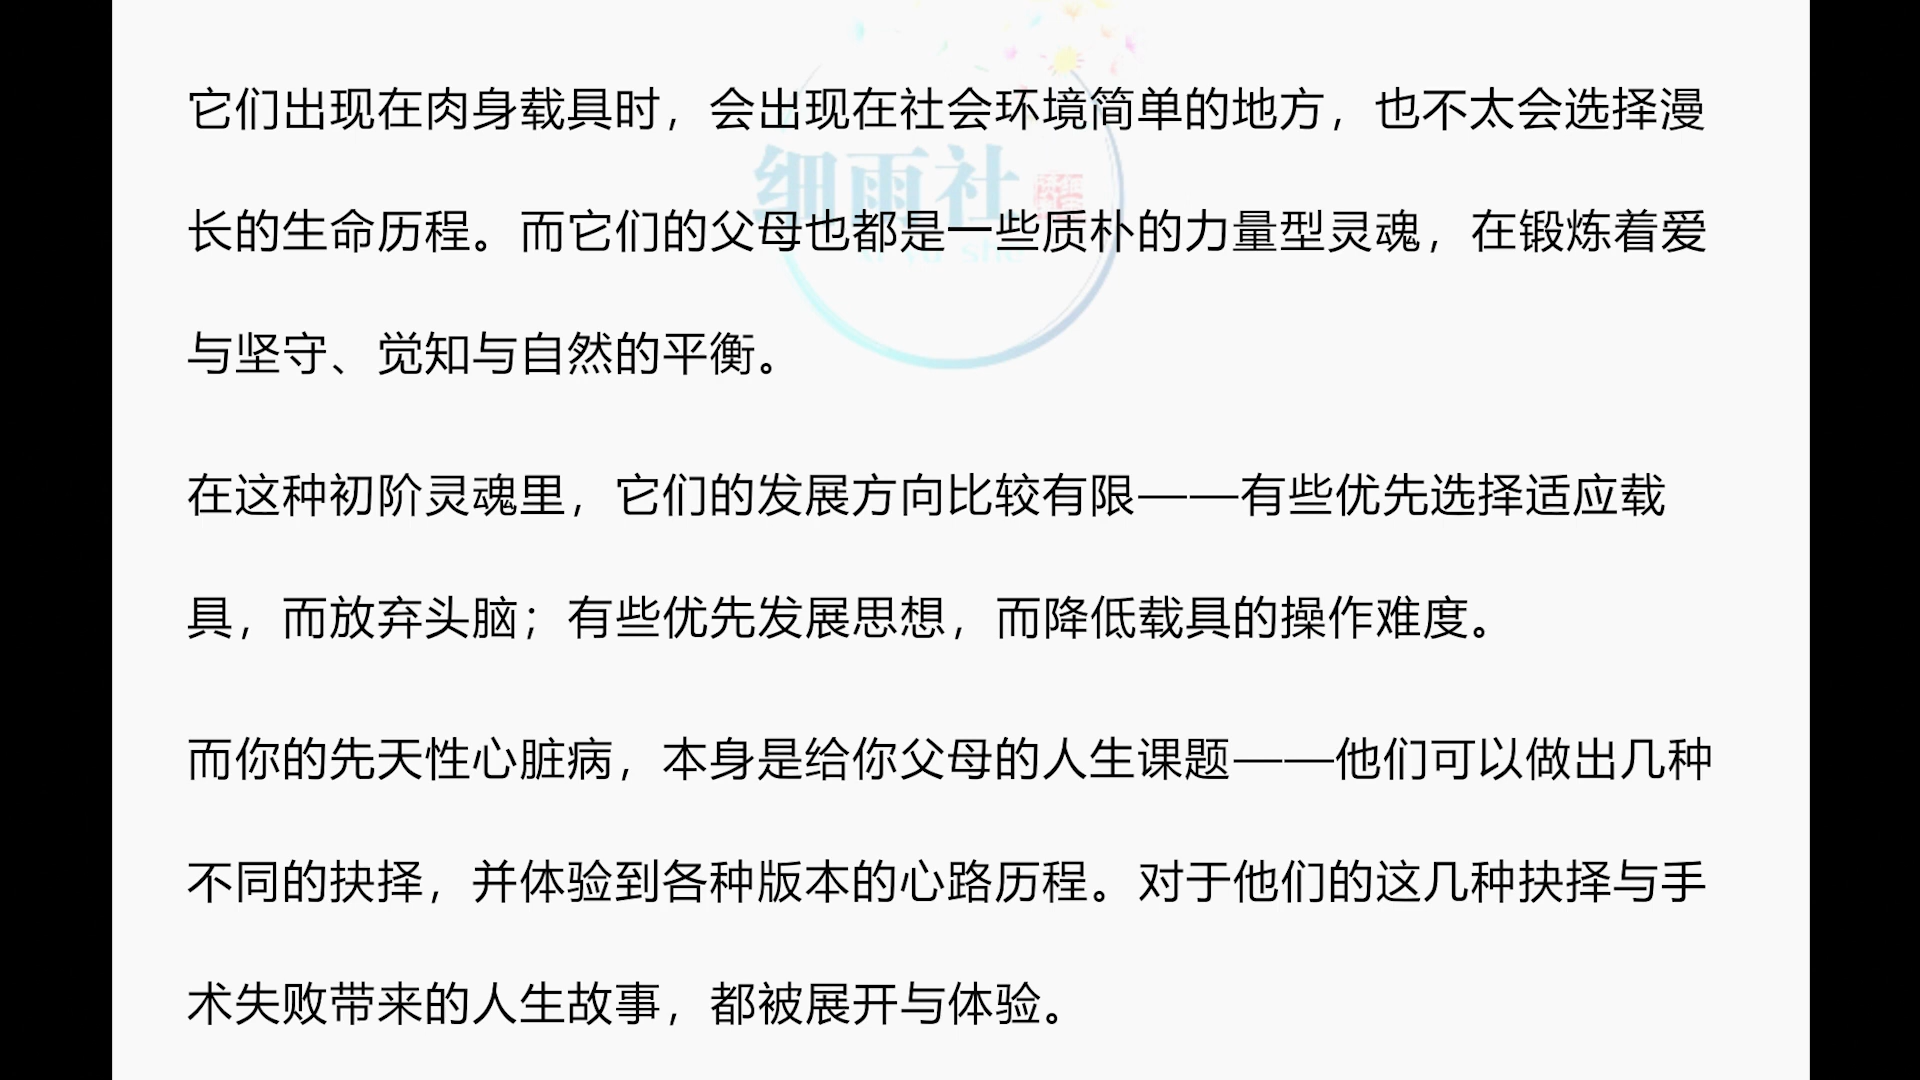 它们出现在肉身载具时，会出现在社会环境简单的地方，也不太会选择漫
细雨社
长的生命历程。而它们的父母也都是一些质朴的力量型灵魂，在锻炼着爱
与坚守、觉知与自然的平衡。
在这种初阶灵魂里，它们的发展方向比较有限——有些优先选择适应载
具，而放弃头脑；有些优先发展思想，而降低载具的操作难度。
而你的先天性心脏病，本身是给你父母的人生课题——他们可以做出几种
不同的抉择，并体验到各种版本的心路历程。对于他们的这几种抉择与手
术失败带来的人生故事，都被展开与体验。